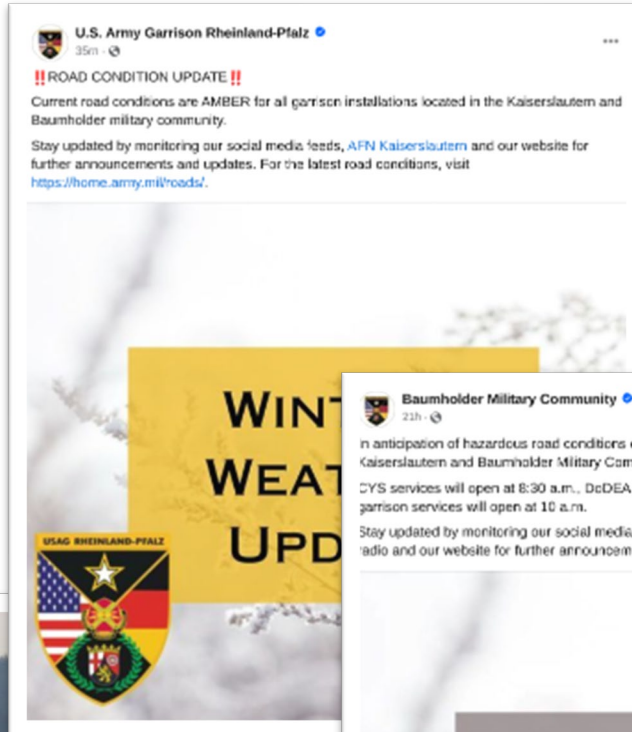 U.S. Army Garrison Rheinland-Pfalz
35m ·
‼️ROAD CONDITION UPDATE‼️
Current road conditions are AMBER for all garrison installations located in the Kaiserslautern and
Baumholder military community.
Stay updated by monitoring our social media feeds, AFN Kaiserslautern and our website for
further announcements and updates. For the latest road conditions, visit
https://home.army.mil/roads/.
WINT
WEAT
UPD
USAG RHEINLAND-PFALZ
Baumholder Military Community
21h ·
In anticipation of hazardous road conditions
Kaiserslautern and Baumholder Military Com
CYS services will open at 8:30 a.m., DoDEA
garrison services will open at 10 a.m.
Stay updated by monitoring our social media
radio and our website for further announcem